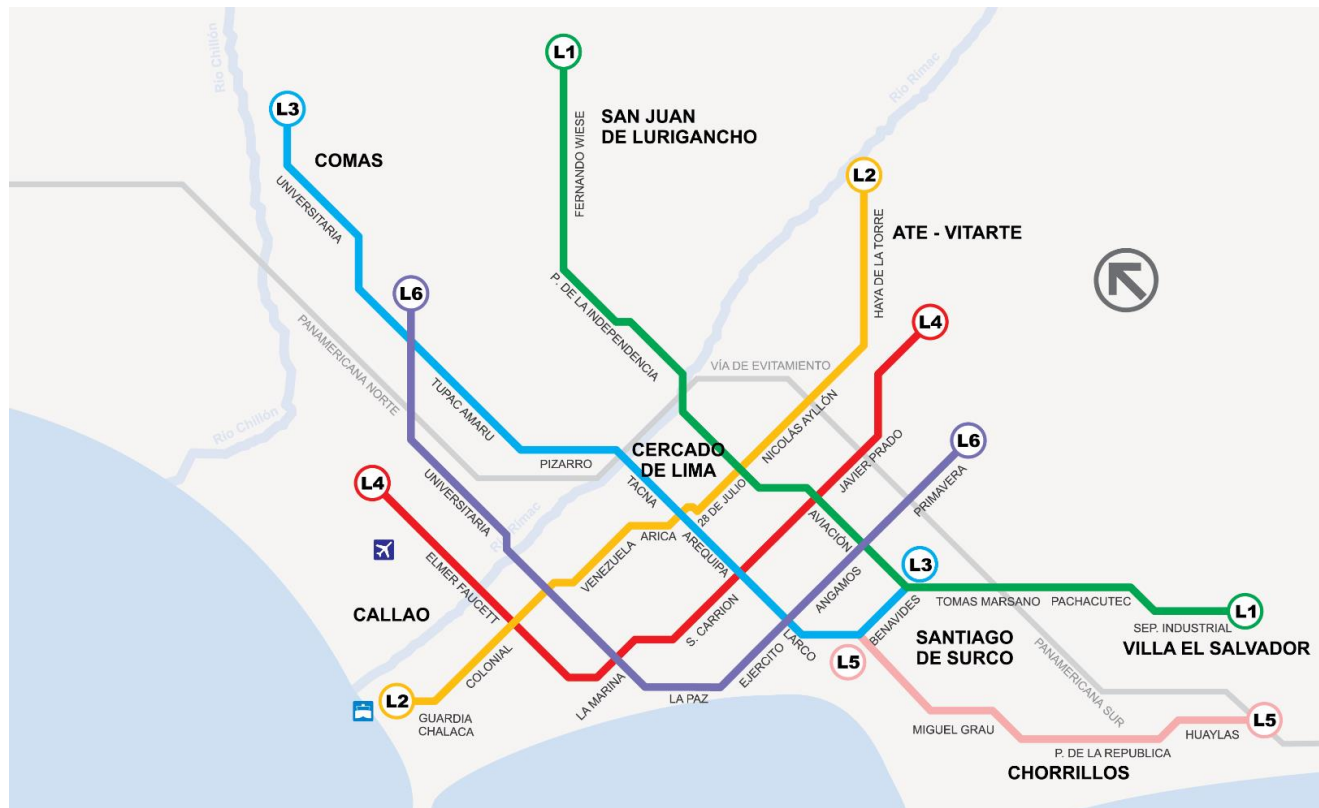 L1
Río Chillón
Río Rímac
L3
SAN JUAN
DE LURIGANCHO
FERNANDO WIESE
COMAS
L2
UNIVERSITARIA
ATE - VITARTE
HAYA DE LA TORRE
L6
P. DE LA INDEPENDENCIA
L4
PANAMERICANA NORTE
VÍA DE EVITAMIENTO
TUPAC AMARU
NICOLÁS AYLLÓN
Río Chillón
L6
CERCADO
DE LIMA
PIZARRO
JAVIER PRADO
L4
TACNA
PRIMAVERA
UNIVERSITARIA
28 DE JULIO
Río Rímac
ARICA
AREQUIPA
AVIACIÓN
VENEZUELA
ELMER FAUCETT
L3
ANGAMOS
TOMAS MARSANO
PACHACUTEC
L1
CALLAO
SEP. INDUSTRIAL
COLONIAL
S. CARRION
LARCO
BENAVIDES
SANTIAGO
DE SURCO
VILLA EL SALVADOR
L5
EJERCITO
PANAMERICANA SUR
L2
LA MARINA
LA PAZ
GUARDIA
CHALACA
L5
MIGUEL GRAU
HUAYLAS
P. DE LA REPUBLICA
CHORRILLOS